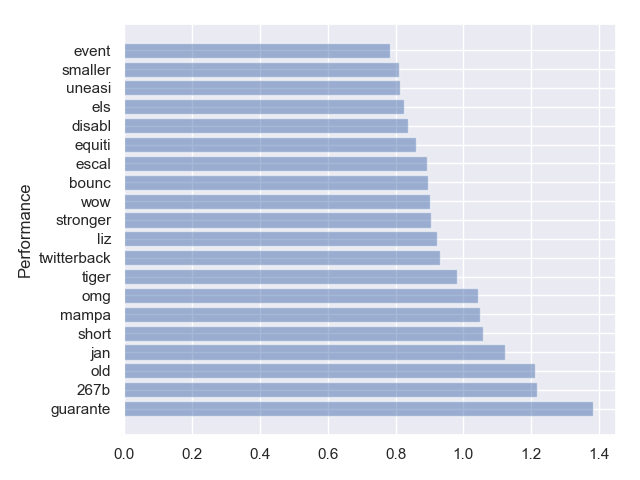 event
smaller
uneasi
els
disabl
equiti
escal
bounc
wow
stronger
liz
twitterback
tiger
omg
mampa
short
jan
old
267b
guarante
Performance
0.0 0.2 0.4 0.6 0.8 1.0 1.2 1.4